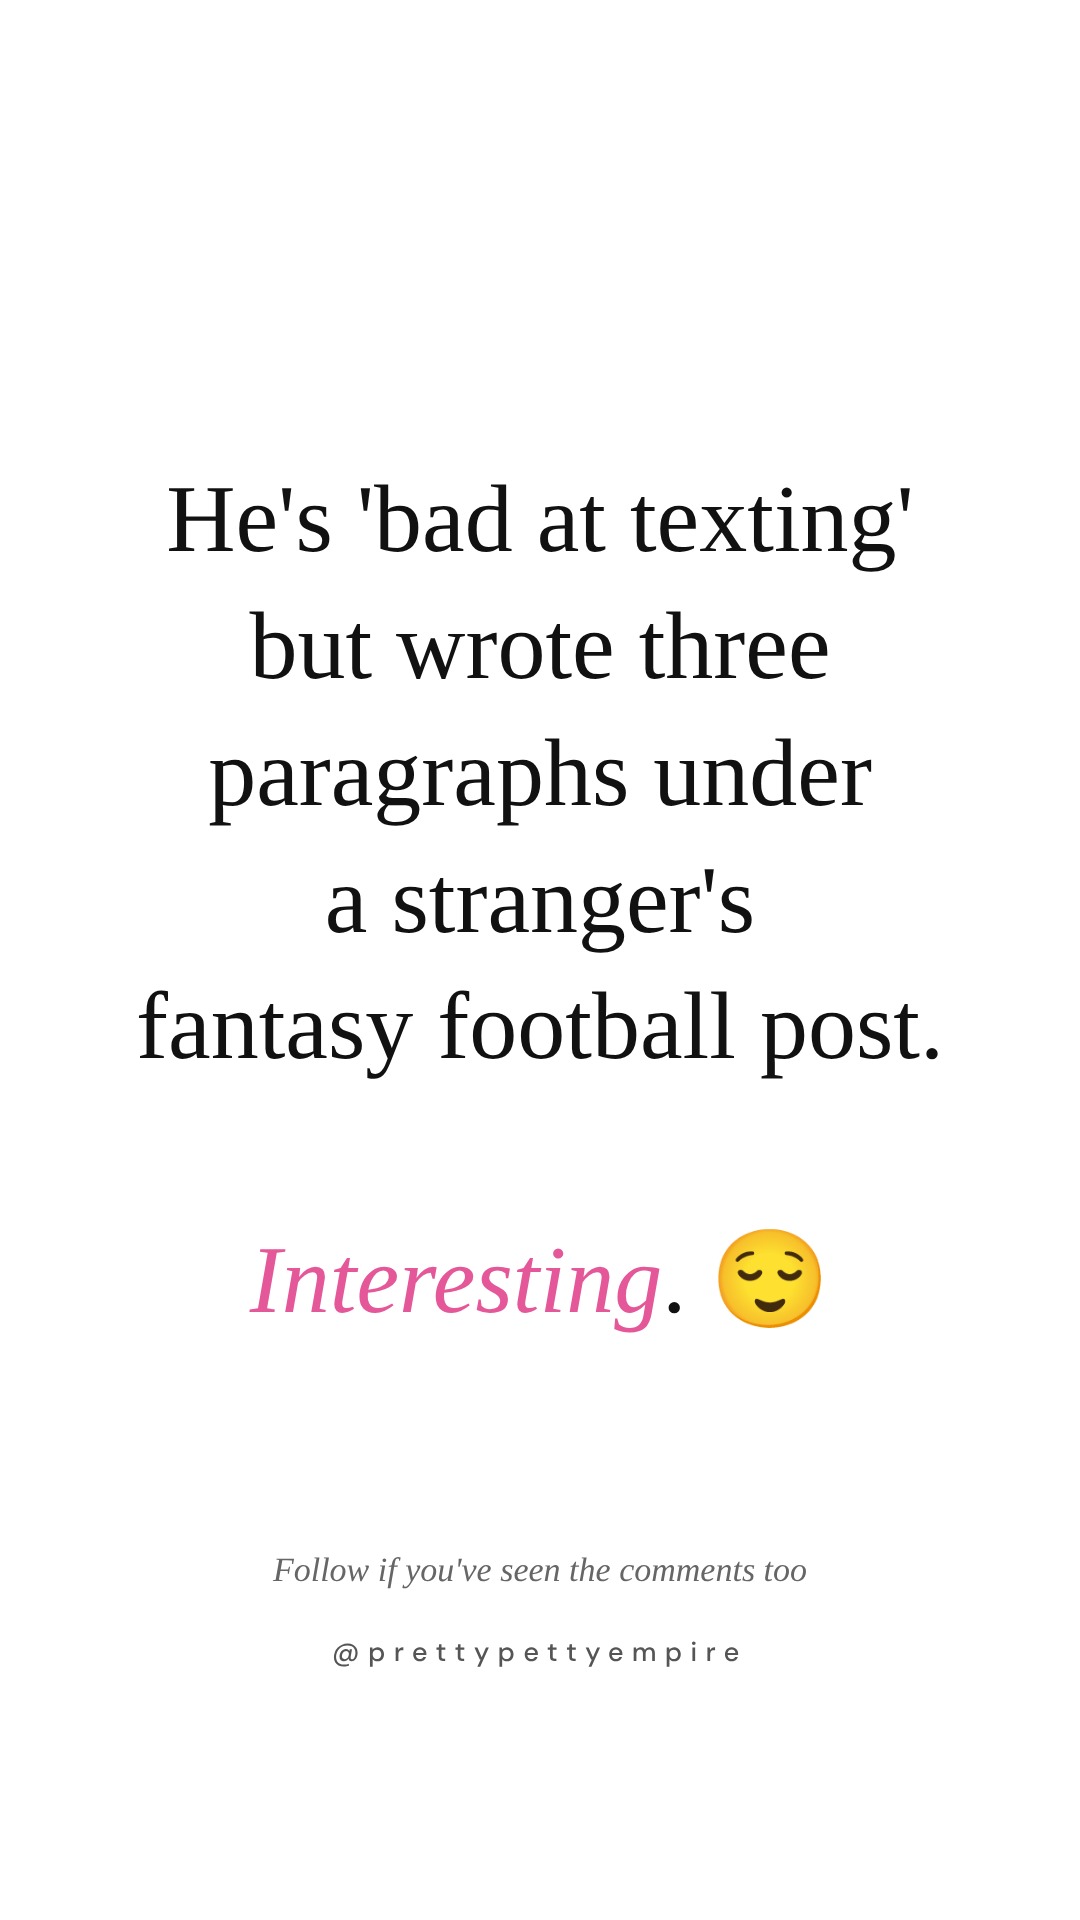 He's 'bad at texting'
but wrote three
paragraphs under
a stranger's
fantasy football post.
Interesting. 😌
Follow if you've seen the comments too
@prettypettyempire